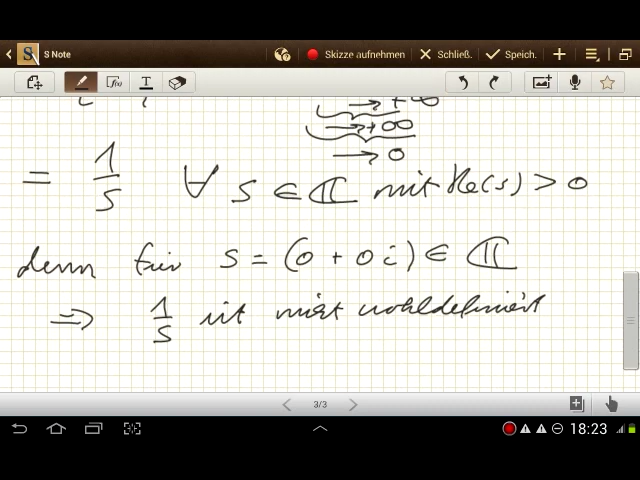 S Note
Skizze aufnehmen Schließ. Speich.
f(x) T
→ +∞
→ +∞
→ 0
= 1/s ∀ s ∈ ℂ mit Re(s) > 0
denn für s = (0 + 0i) ∈ ℂ
⇒ 1/s ist nicht wohldefiniert
3/3
18:23